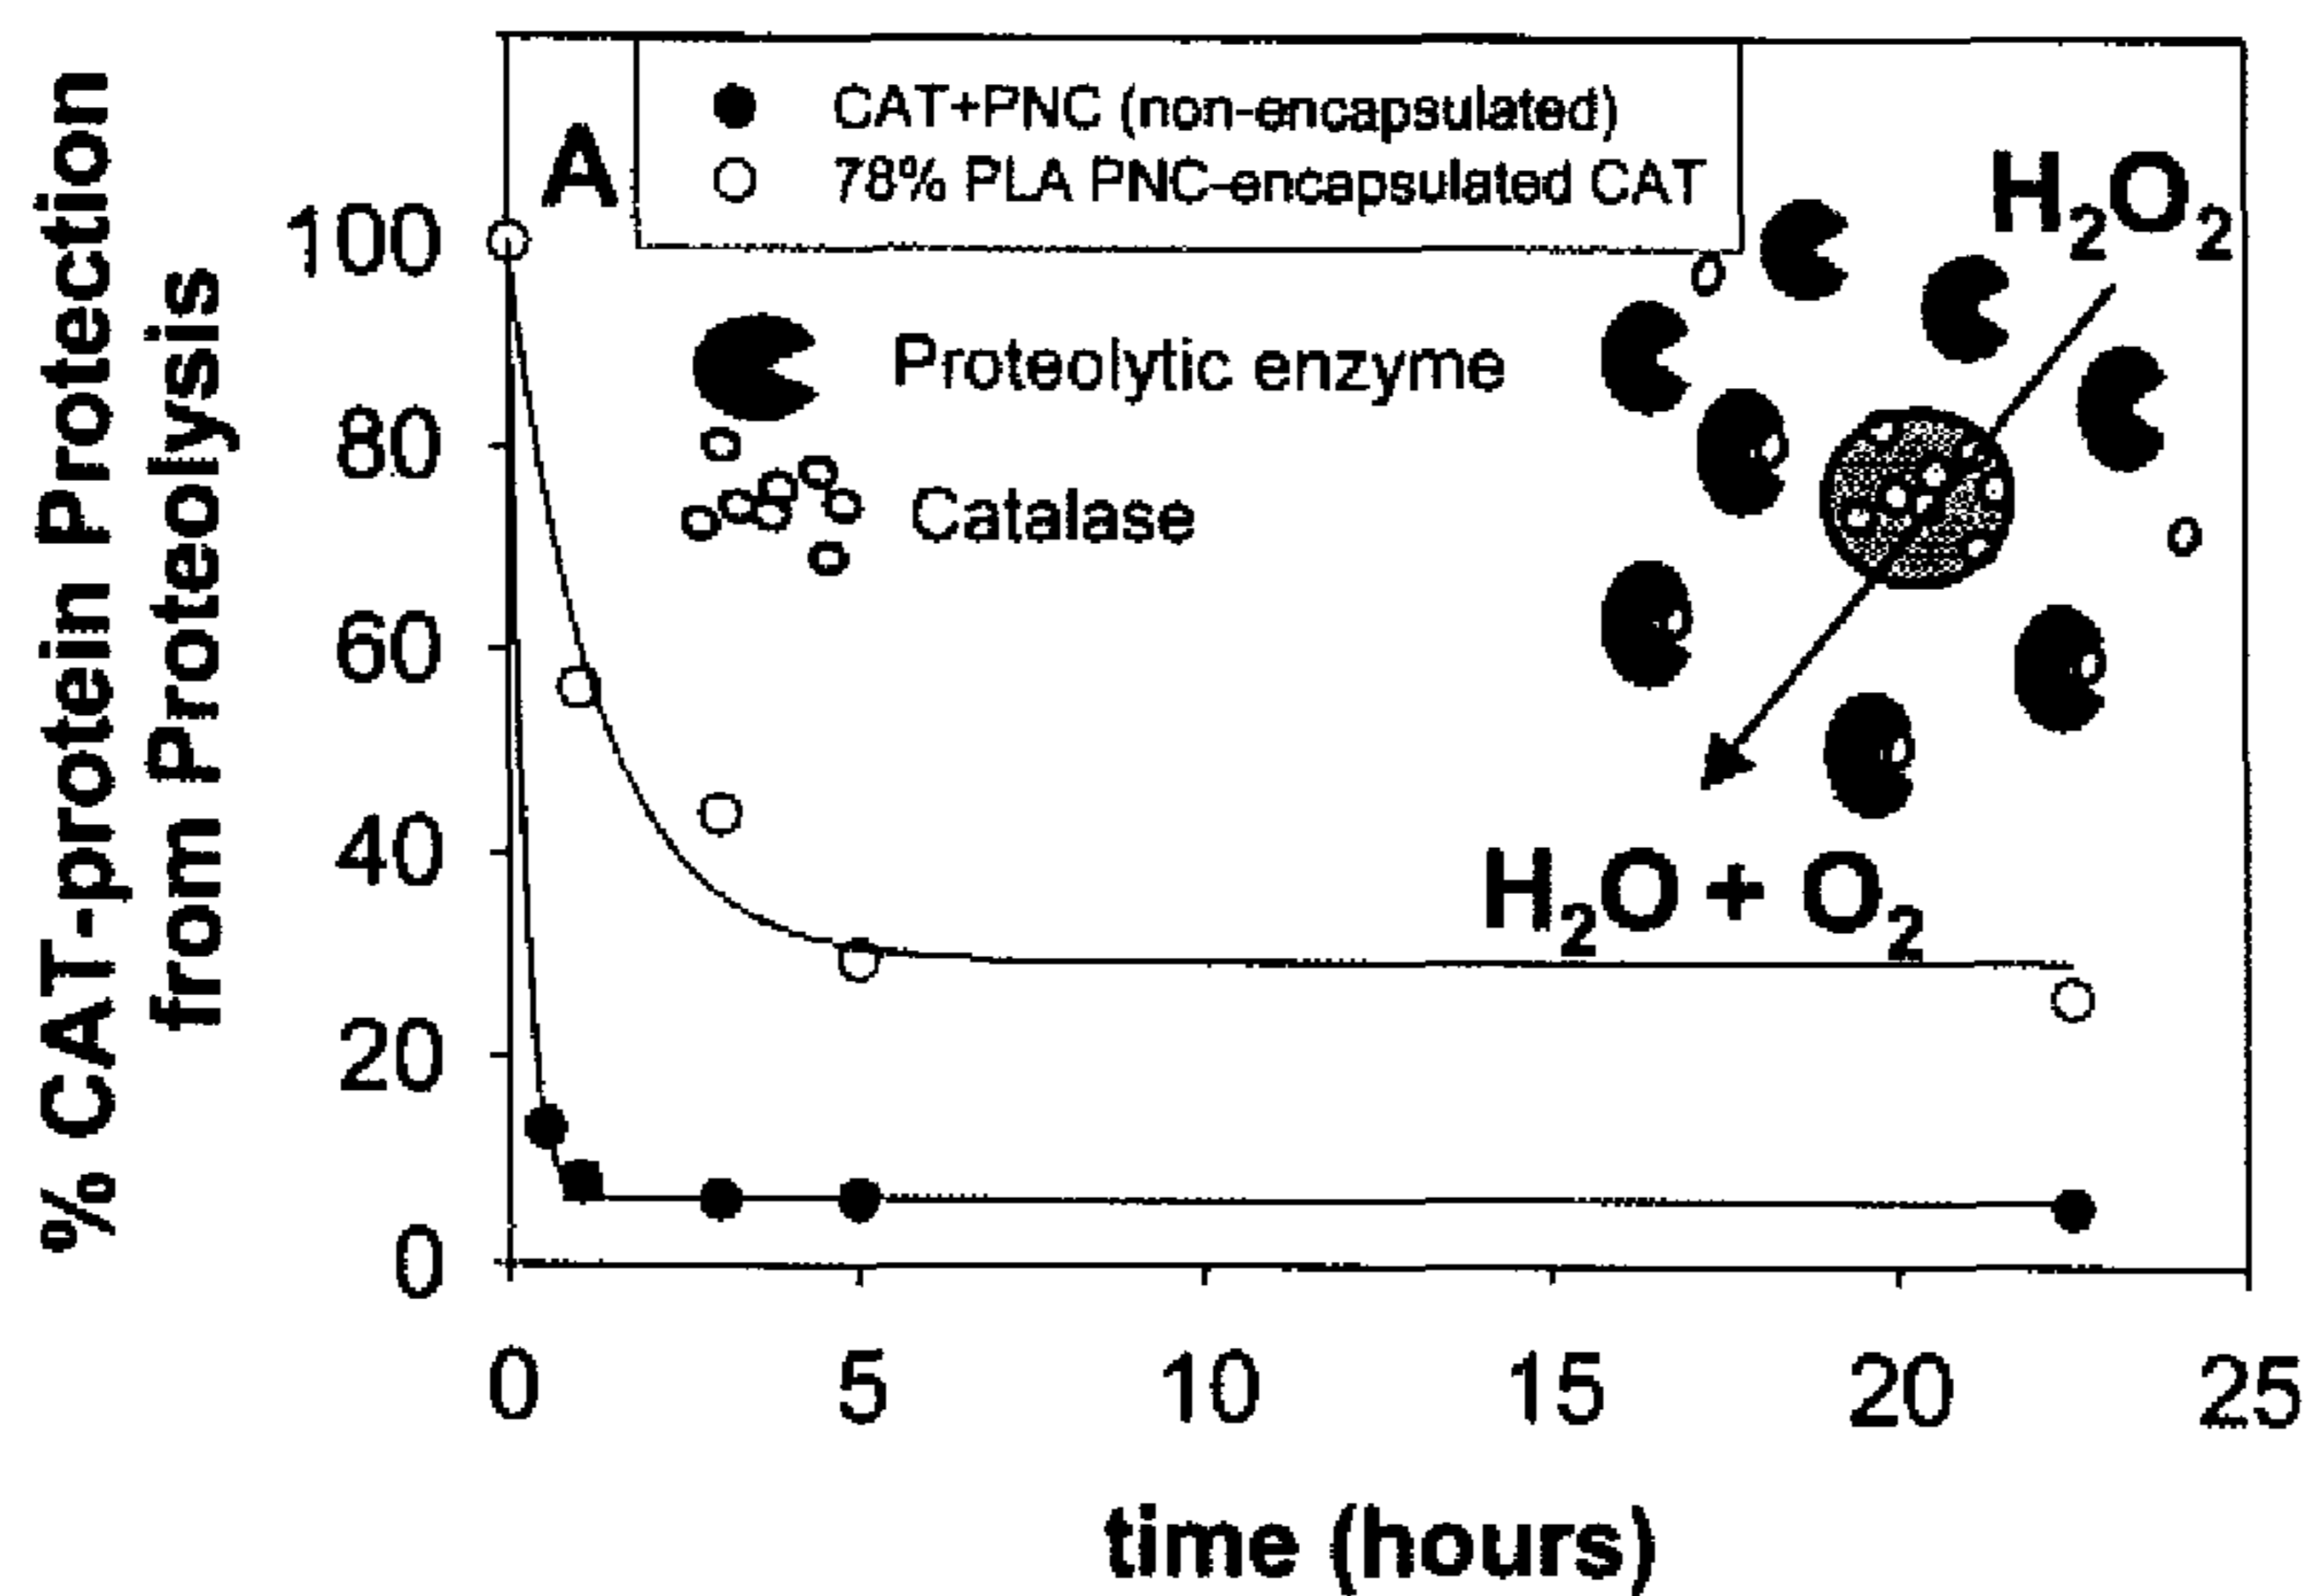 % CAT-protein Protection
from Proteolysis
A
CAT+PNC (non-encapsulated)
78% PLA PNC-encapsulated CAT
H2O2
Proteolytic enzyme
Catalase
H2O + O2
100
80
60
40
20
0
0 5 10 15 20 25
time (hours)